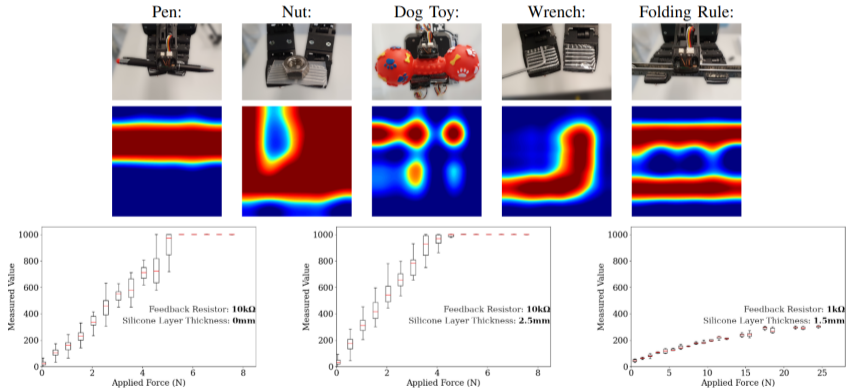 Pen:
Nut:
Dog Toy:
Wrench:
Folding Rule:
1000
800
600
400
200
0
Measured Value
Feedback Resistor: 10kΩ
Silicone Layer Thickness: 0mm
0 2 4 6 8
Applied Force (N)
1000
800
600
400
200
0
Measured Value
Feedback Resistor: 10kΩ
Silicone Layer Thickness: 2.5mm
0 2 4 6 8
Applied Force (N)
1000
800
600
400
200
0
Measured Value
Feedback Resistor: 1kΩ
Silicone Layer Thickness: 1.5mm
0 5 10 15 20 25
Applied Force (N)